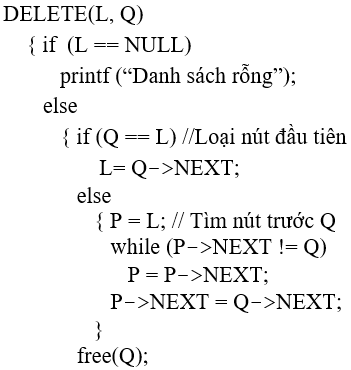 DELETE(L, Q)
{ if (L == NULL)
printf (“Danh sách rỗng”);
else
{ if (Q == L) //Loại nút đầu tiên
L= Q−>NEXT;
else
{ P = L; // Tìm nút trước Q
while (P−>NEXT != Q)
P = P−>NEXT;
P−>NEXT = Q−>NEXT;
}
free(Q);